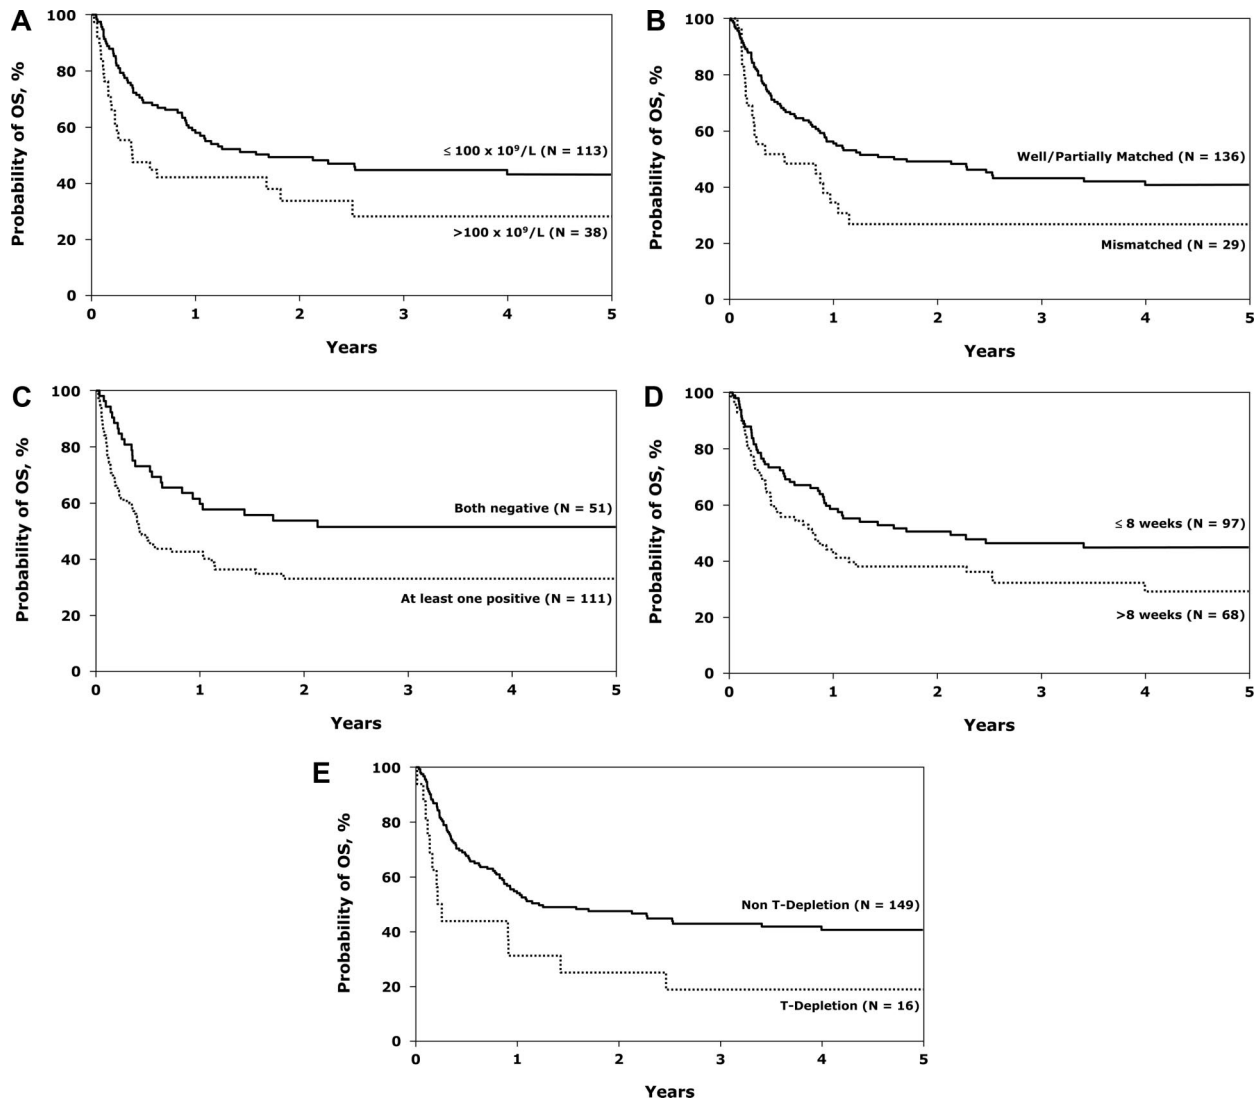 A
Probability of OS, %
100
80
60
40
20
0
≤ 100 x 10⁹/L (N = 113)
>100 x 10⁹/L (N = 38)
0 1 2 3 4 5
Years
B
Probability of OS, %
100
80
60
40
20
0
Well/Partially Matched (N = 136)
Mismatched (N = 29)
0 1 2 3 4 5
Years
C
Probability of OS, %
100
80
60
40
20
0
Both negative (N = 51)
At least one positive (N = 111)
0 1 2 3 4 5
Years
D
Probability of OS, %
100
80
60
40
20
0
≤ 8 weeks (N = 97)
>8 weeks (N = 68)
0 1 2 3 4 5
Years
E
Probability of OS, %
100
80
60
40
20
0
Non T-Depletion (N = 149)
T-Depletion (N = 16)
0 1 2 3 4 5
Years